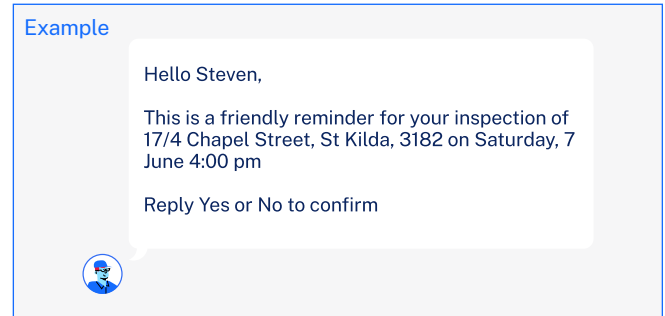 Example
Hello Steven,
This is a friendly reminder for your inspection of
17/4 Chapel Street, St Kilda, 3182 on Saturday, 7
June 4:00 pm
Reply Yes or No to confirm